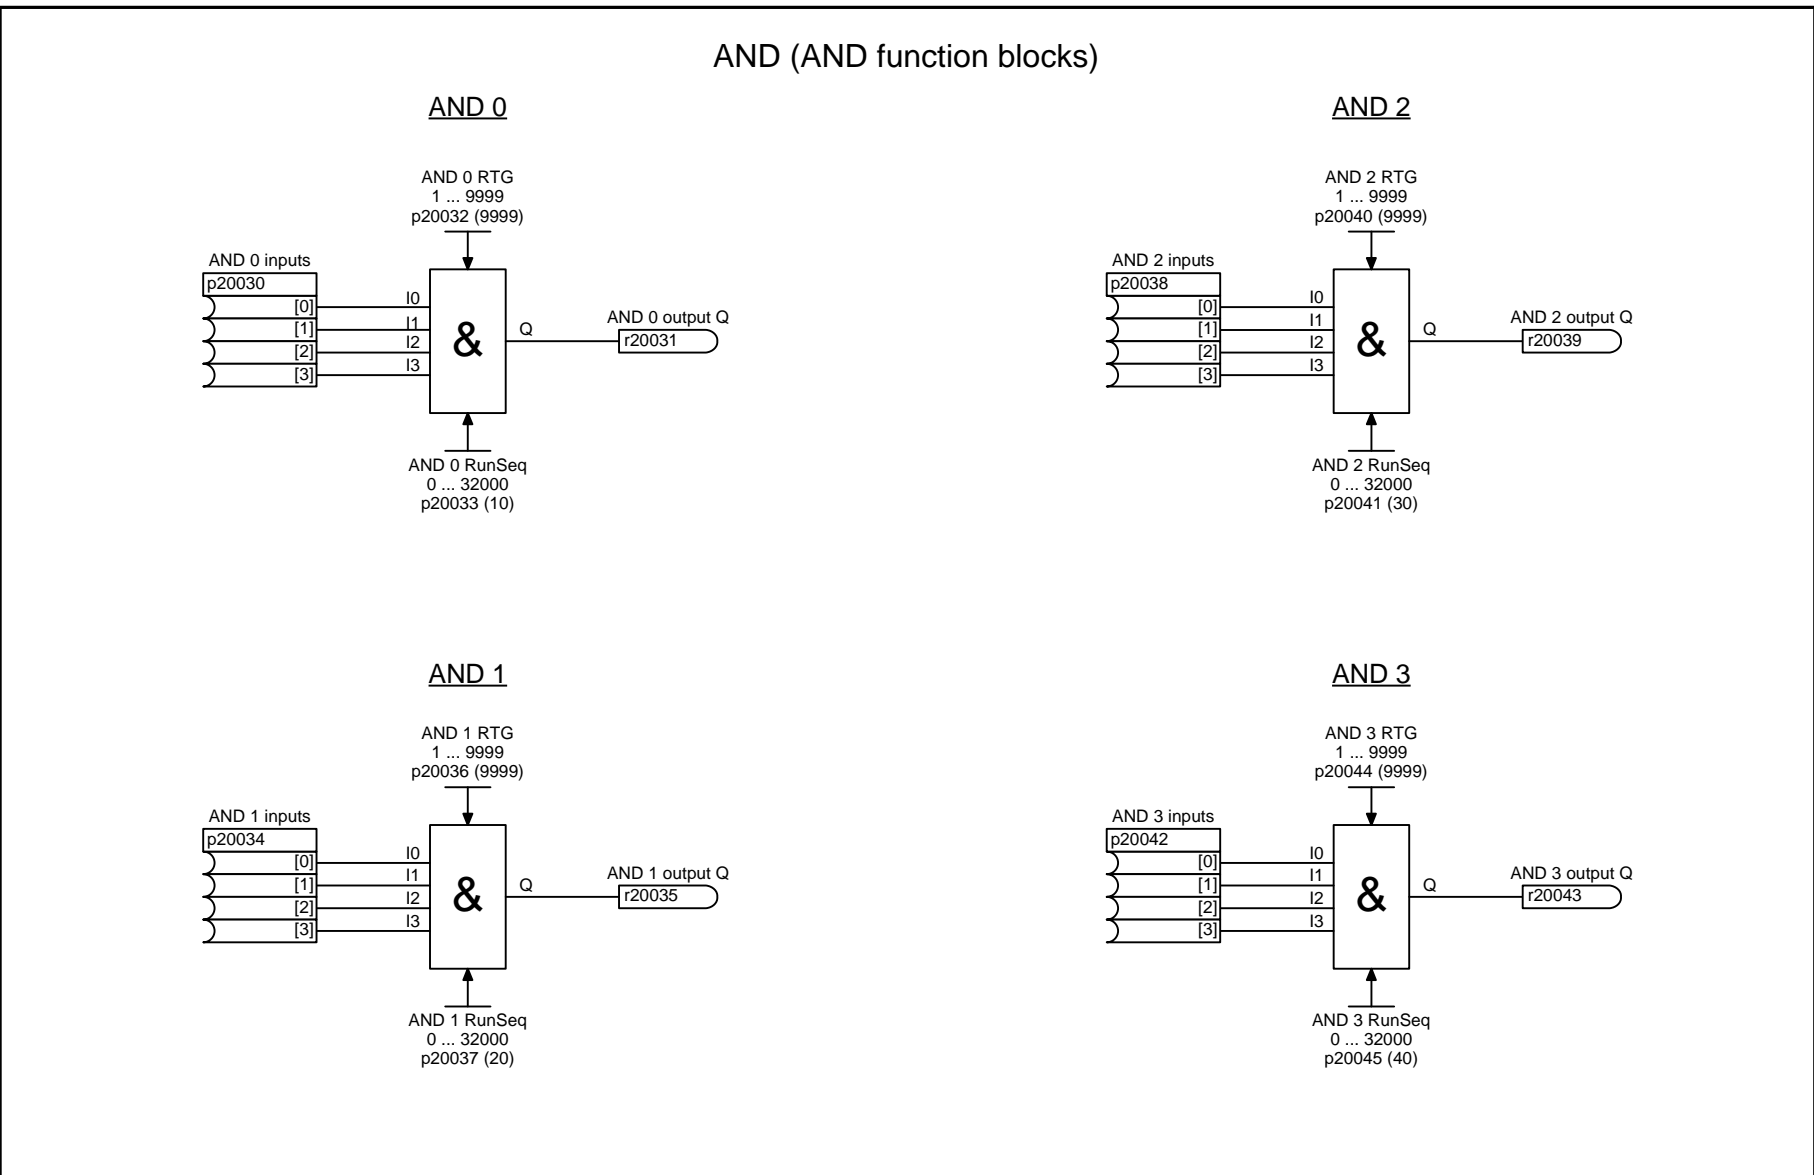 AND (AND function blocks)
AND 0
AND 0 RTG
1 ... 9999
p20032 (9999)
AND 0 inputs
p20030
[0]
[1]
[2]
[3]
I0
I1
I2
I3
&
Q
AND 0 output Q
r20031
AND 0 RunSeq
0 ... 32000
p20033 (10)
AND 2
AND 2 RTG
1 ... 9999
p20040 (9999)
AND 2 inputs
p20038
[0]
[1]
[2]
[3]
I0
I1
I2
I3
&
Q
AND 2 output Q
r20039
AND 2 RunSeq
0 ... 32000
p20041 (30)
AND 1
AND 1 RTG
1 ... 9999
p20036 (9999)
AND 1 inputs
p20034
[0]
[1]
[2]
[3]
I0
I1
I2
I3
&
Q
AND 1 output Q
r20035
AND 1 RunSeq
0 ... 32000
p20037 (20)
AND 3
AND 3 RTG
1 ... 9999
p20044 (9999)
AND 3 inputs
p20042
[0]
[1]
[2]
[3]
I0
I1
I2
I3
&
Q
AND 3 output Q
r20043
AND 3 RunSeq
0 ... 32000
p20045 (40)